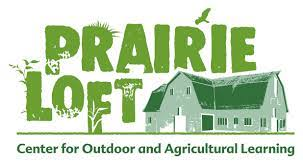 PRAIRIE
LOFT
Center for Outdoor and Agricultural Learning